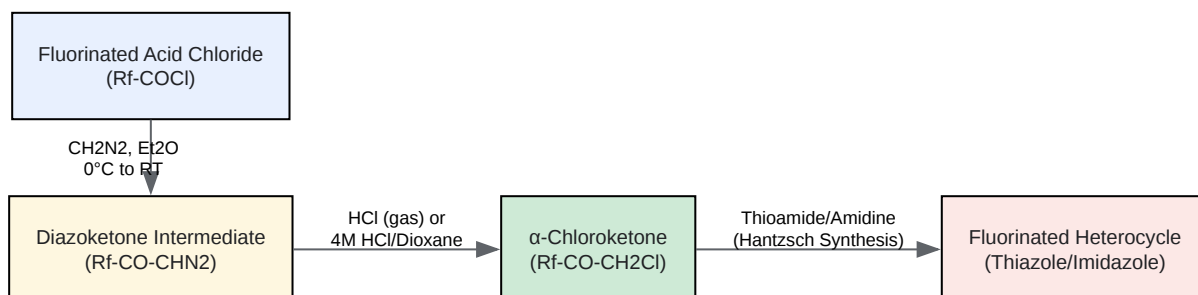 Fluorinated Acid Chloride
(Rf-COCl)
CH2N2, Et2O
0°C to RT
Diazoketone Intermediate
(Rf-CO-CHN2)
HCl (gas) or
4M HCl/Dioxane
α-Chloroketone
(Rf-CO-CH2Cl)
Thioamide/Amidine
(Hantzsch Synthesis)
Fluorinated Heterocycle
(Thiazole/Imidazole)